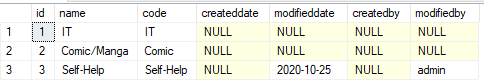 id name code createddate modifieddate createdby modifiedby
1 1 IT IT NULL NULL NULL NULL
2 2 Comic/Manga Comic NULL NULL NULL NULL
3 3 Self-Help Self-Help NULL 2020-10-25 NULL admin